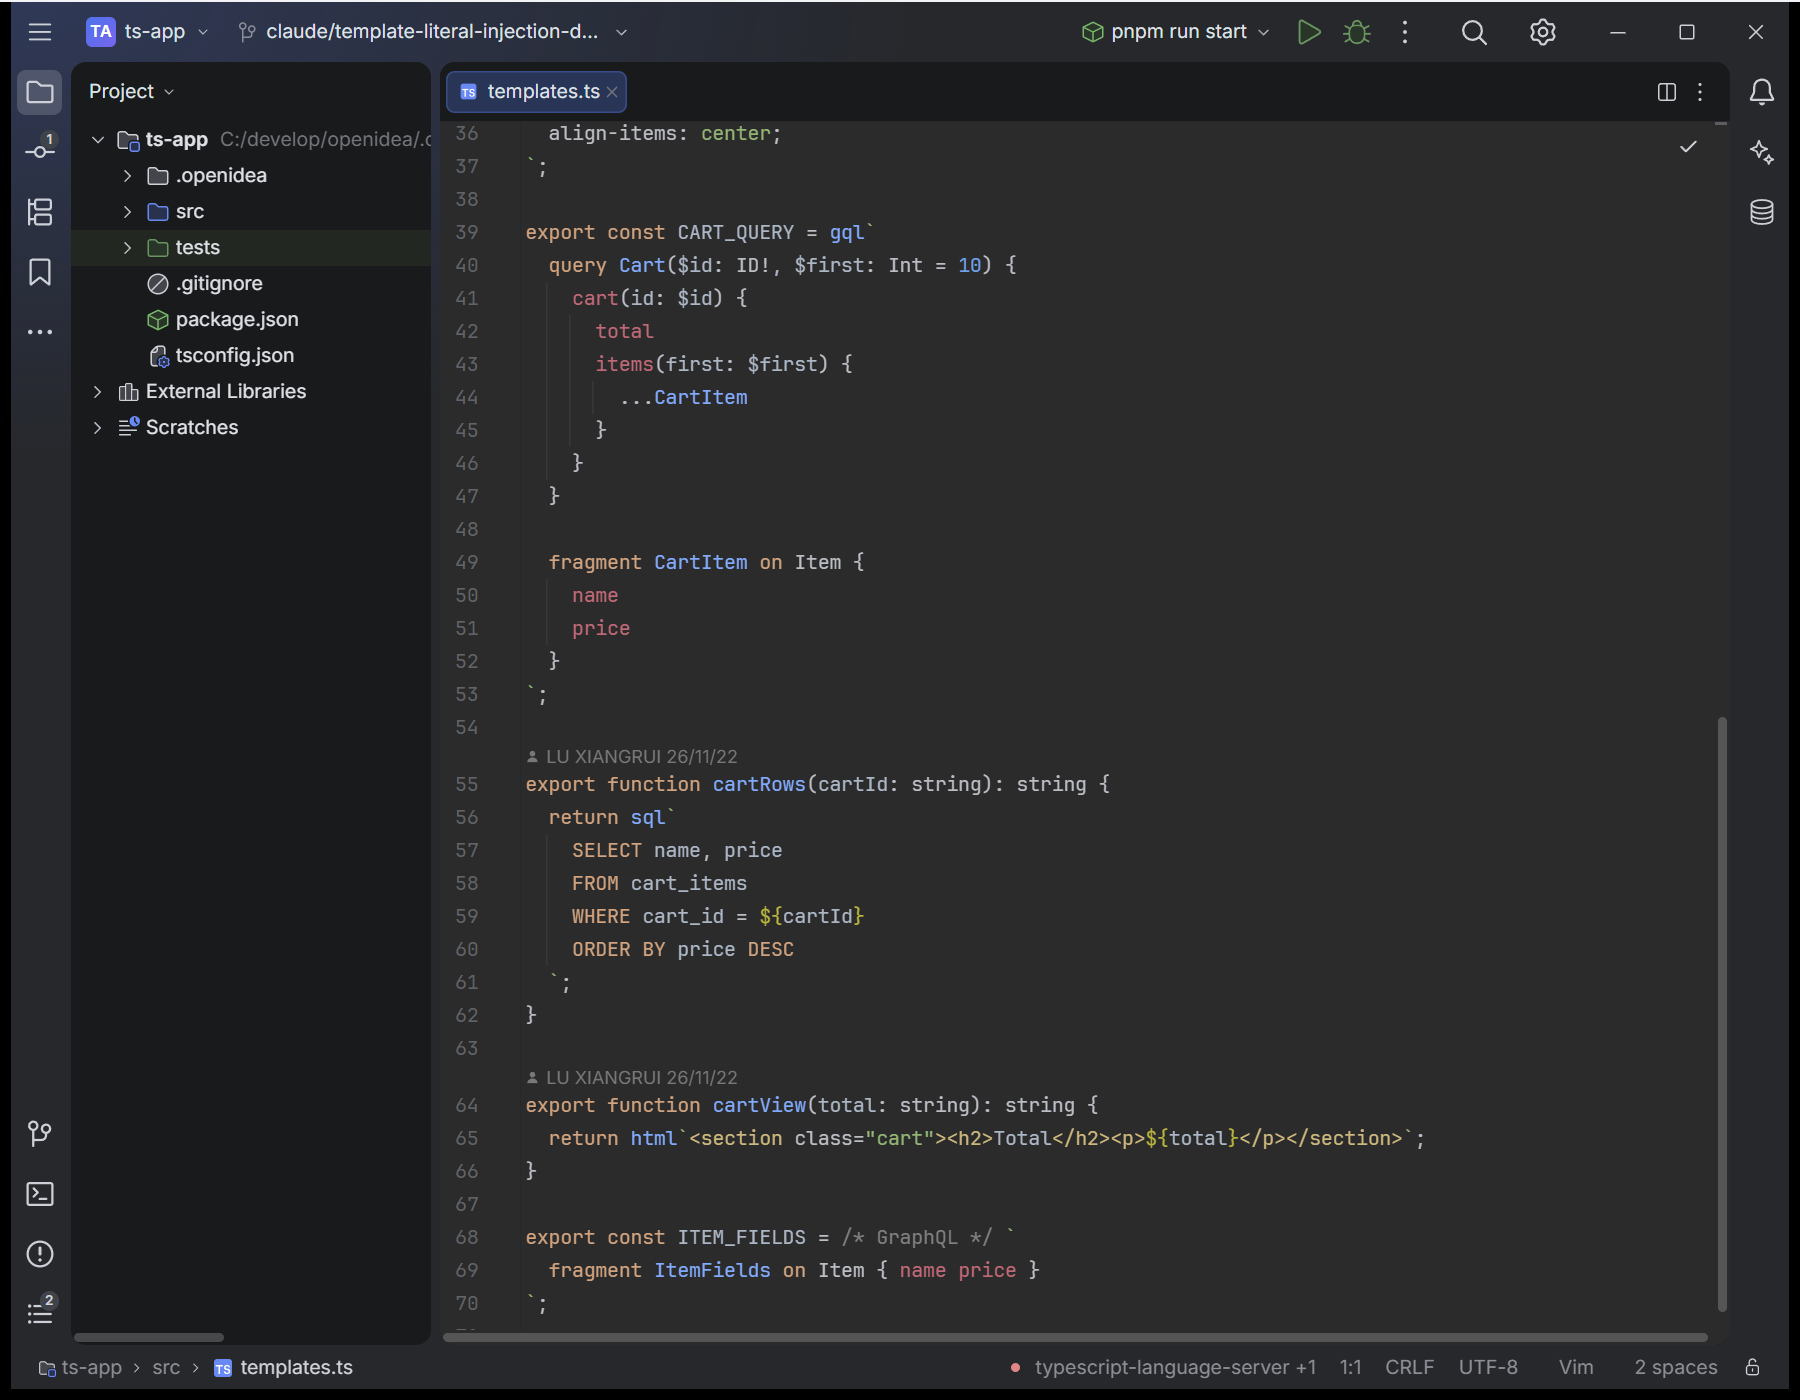 TA ts-app claude/template-literal-injection-d... pnpm run start
Project
templates.ts
1
ts-app C:/develop/openidea/.c
.openidea
src
tests
.gitignore
package.json
tsconfig.json
External Libraries
Scratches
36 align-items: center;
37 `;
38
39 export const CART_QUERY = gql`
40 query Cart($id: ID!, $first: Int = 10) {
41 cart(id: $id) {
42 total
43 items(first: $first) {
44 ...CartItem
45 }
46 }
47 }
48
49 fragment CartItem on Item {
50 name
51 price
52 }
53 `;
54
LU XIANGRUI 26/11/22
55 export function cartRows(cartId: string): string {
56 return sql`
57 SELECT name, price
58 FROM cart_items
59 WHERE cart_id = ${cartId}
60 ORDER BY price DESC
61 `;
62 }
63
LU XIANGRUI 26/11/22
64 export function cartView(total: string): string {
65 return html`<section class="cart"><h2>Total</h2><p>${total}</p></section>`;
66 }
67
68 export const ITEM_FIELDS = /* GraphQL */ `
69 fragment ItemFields on Item { name price }
70 `;
2
ts-app > src > TS templates.ts
typescript-language-server +1 1:1 CRLF UTF-8 Vim 2 spaces